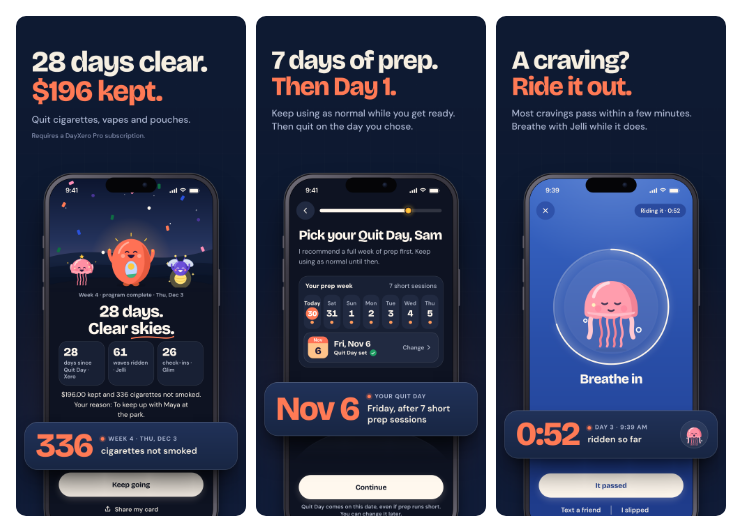 28 days clear.
$196 kept.
Quit cigarettes, vapes and pouches.
Requires a DayXero Pro subscription.
9:41
Week 4 · program complete · Thu, Dec 3
28 days.
Clear skies.
28
days since
Quit Day ·
Xero
61
waves ridden
· Jelli
26
check-ins ·
Glim
$196.00 kept and 336 cigarettes not smoked.
Your reason: To keep up with Maya at
the park.
336
WEEK 4 · THU, DEC 3
cigarettes not smoked
Keep going
Share my card
7 days of prep.
Then Day 1.
Keep using as normal while you get ready.
Then quit on the day you chose.
9:41
Pick your Quit Day, Sam
I recommend a full week of prep first. Keep
using as normal until then.
Your prep week
7 short sessions
Today Sat Sun Mon Tue Wed Thu
30 31 1 2 3 4 5
Nov
6
Fri, Nov 6
Quit Day set
Change
Nov 6
YOUR QUIT DAY
Friday, after 7 short
prep sessions
Continue
Quit Day comes on this date, even if prep runs short.
You can change it later.
A craving?
Ride it out.
Most cravings pass within a few minutes.
Breathe with Jelli while it does.
9:39
Riding it · 0:52
Breathe in
0:52
DAY 3 · 9:39 AM
ridden so far
It passed
Text a friend
I slipped